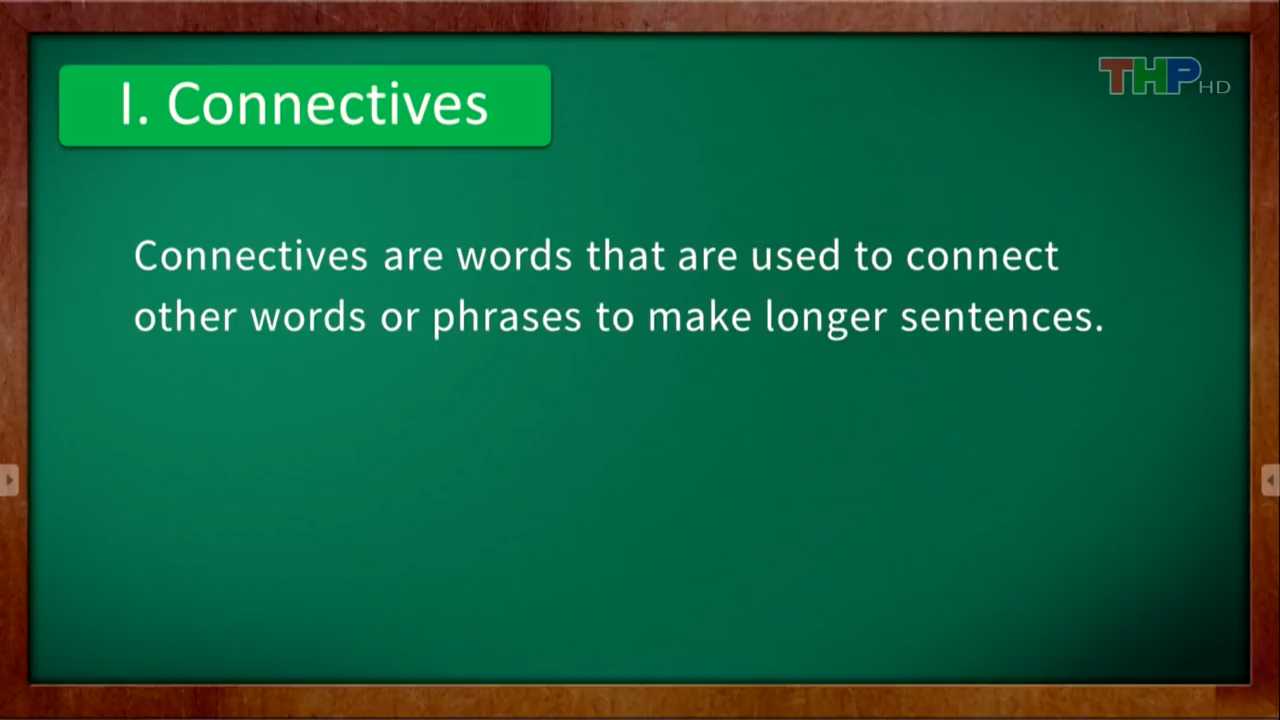 I. Connectives
THP HD
Connectives are words that are used to connect
other words or phrases to make longer sentences.